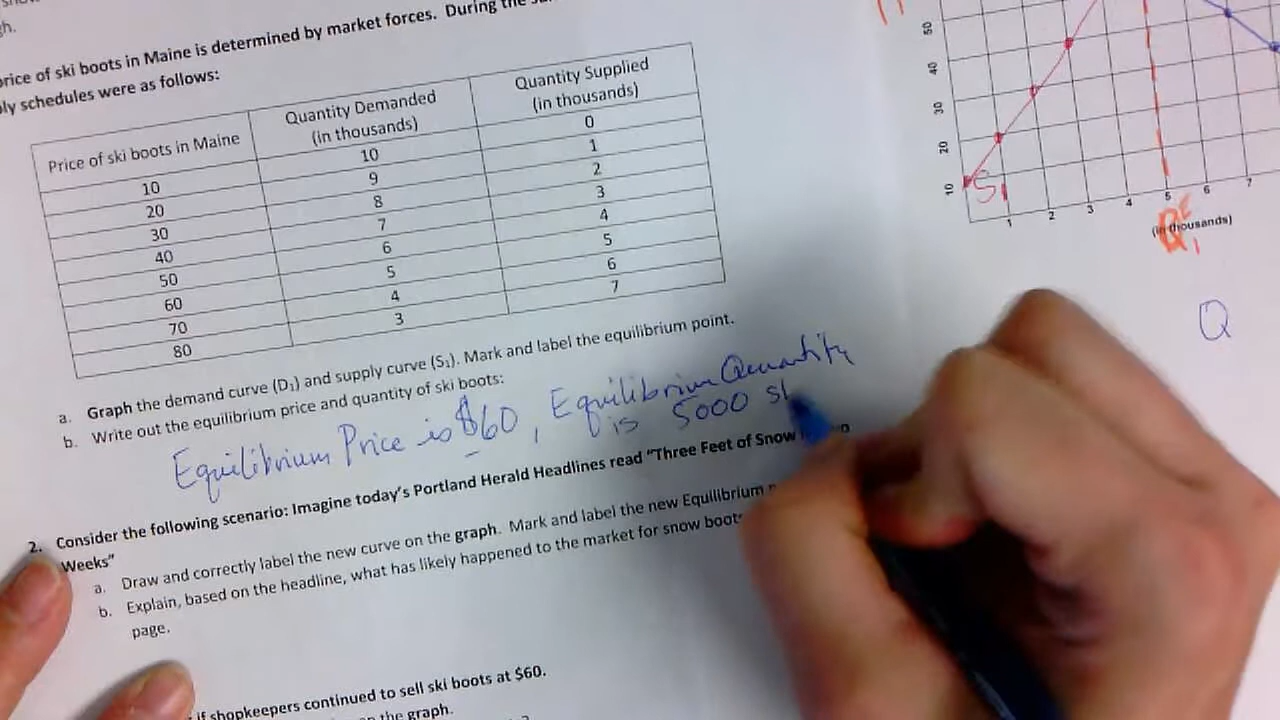 gh.
price of ski boots in Maine is determined by market forces. During the
ly schedules were as follows:
Price of ski boots in Maine Quantity Demanded (in thousands) Quantity Supplied (in thousands)
10 10 0
20 9 1
30 8 2
40 7 3
50 6 4
60 5 5
70 4 6
80 3 7
a. Graph the demand curve (D₁) and supply curve (S₁). Mark and label the equilibrium point.
b. Write out the equilibrium price and quantity of ski boots:
Equilibrium Price is $60, Equilibrium Quantity
is 5000
2. Consider the following scenario: Imagine today's Portland Herald Headlines read "Three Feet of Snow
Weeks"
a. Draw and correctly label the new curve on the graph. Mark and label the new Equilibrium
b. Explain, based on the headline, what has likely happened to the market for snow boots
page.
if shopkeepers continued to sell ski boots at $60.
the graph.
50
40
30
20
10
S₁
1 2 3 4 5 6 7
(in thousands)
Q